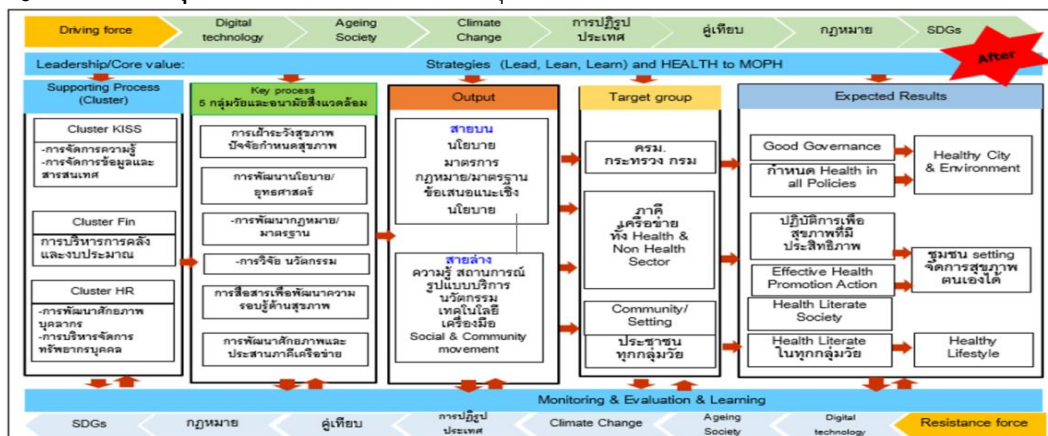 Driving force
Digital
technology
Ageing
Society
Climate
Change
การปฏิรูป
ประเทศ
คู่เทียบ
กฎหมาย
SDGs
After
Leadership/Core value:
Strategies (Lead, Lean, Learn) and HEALTH to MOPH
Supporting Process
(Cluster)
Cluster KISS
-การจัดการความรู้
-การจัดการข้อมูลและ
สารสนเทศ
Cluster Fin
การบริหารการคลัง
และงบประมาณ
Cluster HR
-การพัฒนาศักยภาพ
บุคลากร
-การบริหารจัดการ
ทรัพยากรบุคคล
Key process
5 กลุ่มวัยและอนามัยสิ่งแวดล้อม
การเฝ้าระวังสุขภาพ
ปัจจัยกำหนดสุขภาพ
การพัฒนานโยบาย/
ยุทธศาสตร์
-การพัฒนากฎหมาย/
มาตรฐาน
-การวิจัย นวัตกรรม
การสื่อสารเพื่อพัฒนาความ
รอบรู้ด้านสุขภาพ
การพัฒนาศักยภาพและ
ประสานภาคีเครือข่าย
Output
สายบน
นโยบาย
มาตรการ
กฎหมาย/มาตรฐาน
ข้อเสนอแนะเชิง
นโยบาย
สายล่าง
ความรู้ สถานการณ์
รูปแบบบริการ
นวัตกรรม
เทคโนโลยี
เครื่องมือ
Social & Community
movement
Target group
ครม.
กระทรวง กรม
ภาคี
เครือข่าย
ทั้ง Health &
Non Health
Sector
Community/
Setting
ประชาชน
ทุกกลุ่มวัย
Expected Results
Good Governance
กำหนด Health in
all Policies
ปฏิบัติการเพื่อ
สุขภาพที่มี
ประสิทธิภาพ
Effective Health
Promotion Action
Health Literate
Society
Health Literate
ในทุกกลุ่มวัย
Healthy City
& Environment
ชุมชน setting
จัดการสุขภาพ
ตนเองได้
Healthy
Lifestyle
Monitoring & Evaluation & Learning
SDGs
กฎหมาย
คู่เทียบ
การปฏิรูป
ประเทศ
Climate Change
Ageing
Society
Digital
technology
Resistance force